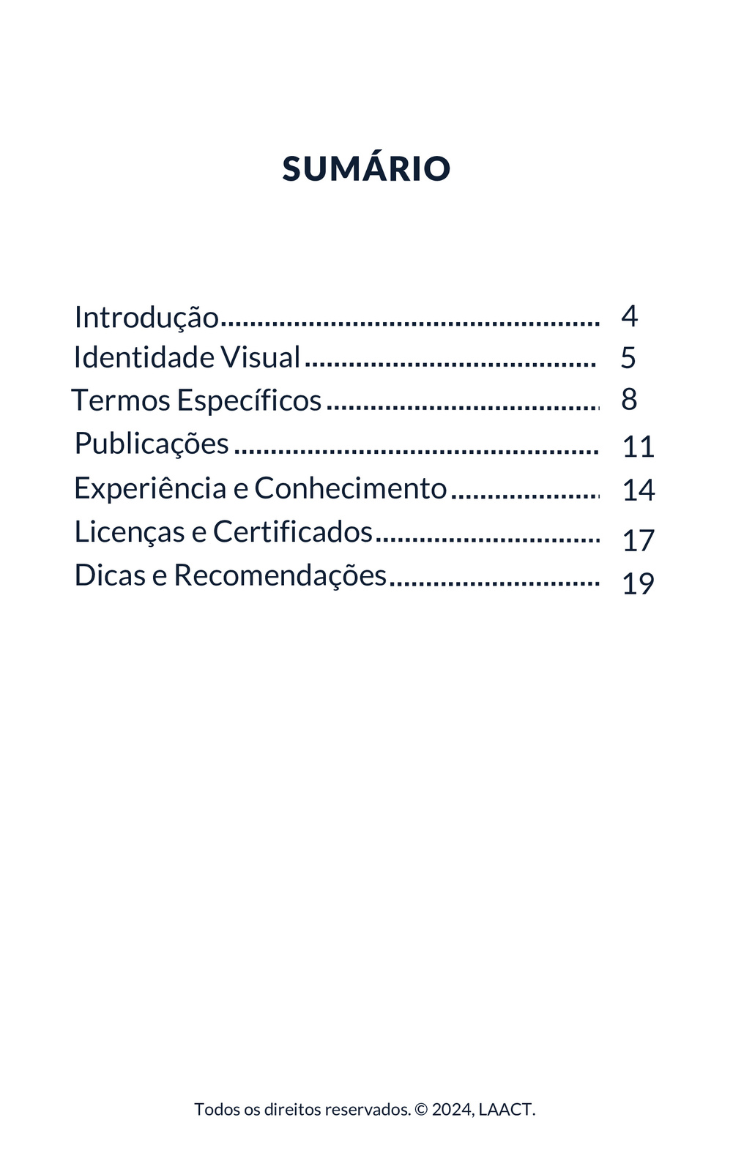 SUMÁRIO
Introdução.................................................... 4
Identidade Visual........................................ 5
Termos Específicos..................................... 8
Publicações.................................................. 11
Experiência e Conhecimento.................... 14
Licenças e Certificados............................... 17
Dicas e Recomendações............................. 19
Todos os direitos reservados. © 2024, LAACT.